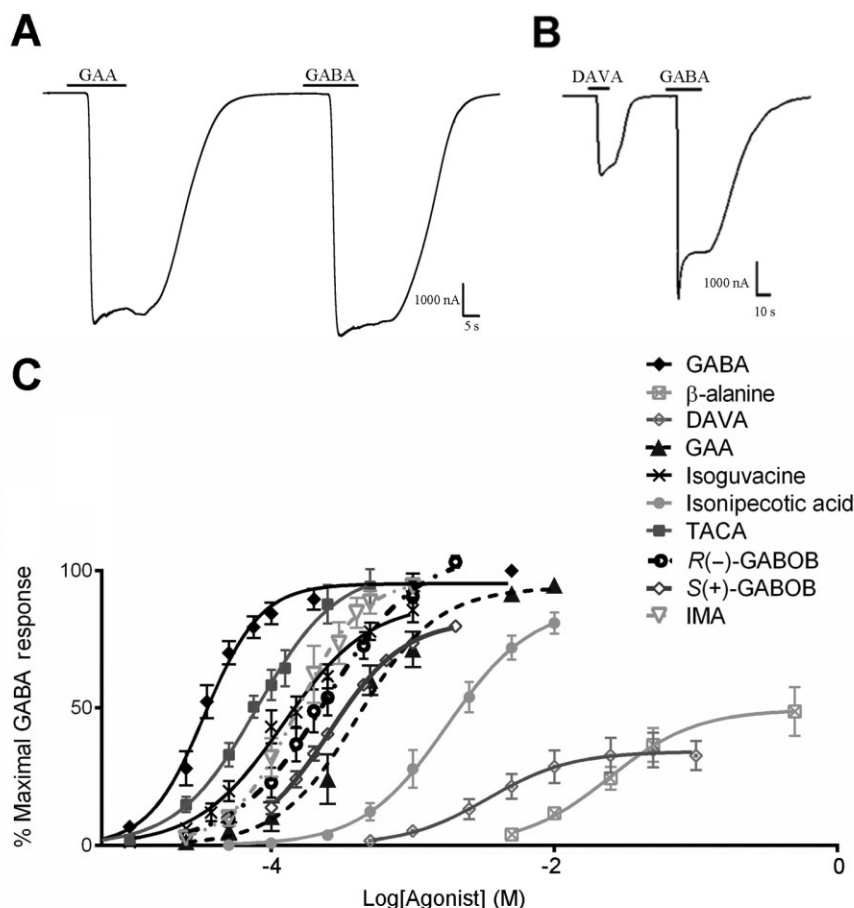 A
GAA
GABA
1000 nA
5 s
B
DAVA
GABA
1000 nA
10 s
C
GABA
β-alanine
DAVA
GAA
Isoguvacine
Isonipecotic acid
TACA
R(−)-GABOB
S(+)-GABOB
IMA
% Maximal GABA response
100
50
0
-4
-2
0
Log[Agonist] (M)